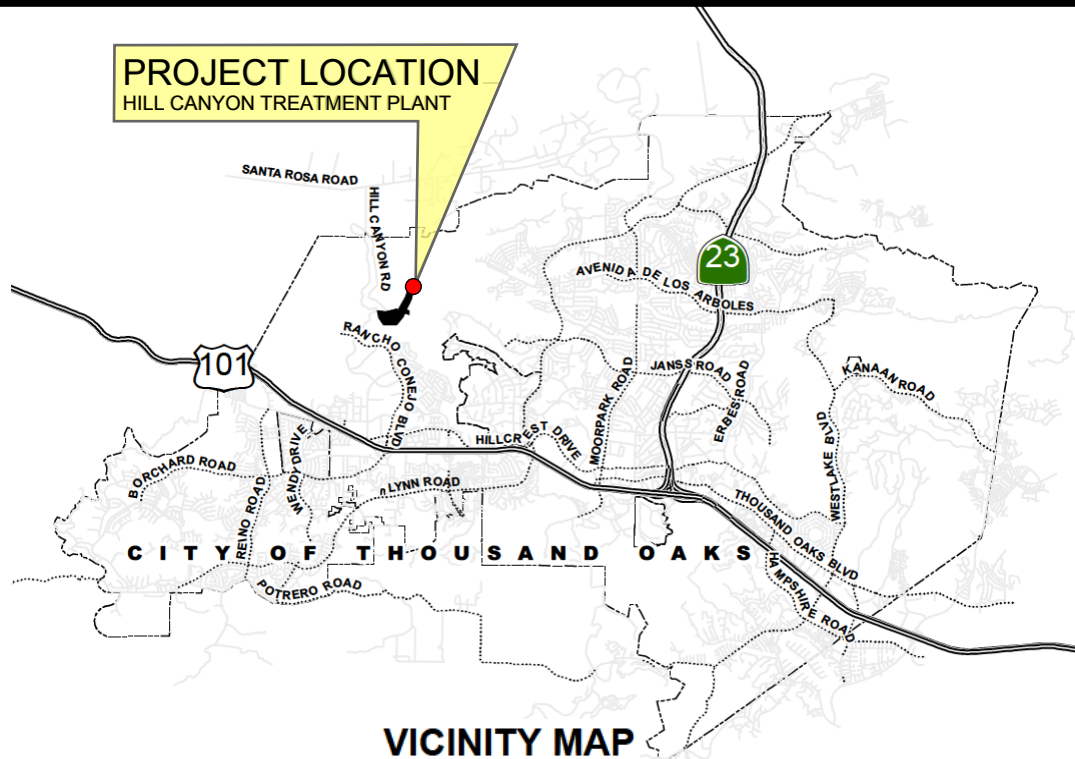 PROJECT LOCATION
HILL CANYON TREATMENT PLANT
SANTA ROSA ROAD
HILL CANYON RD
23
AVENIDA DE LOS ARBOLES
RANCHO CONEJO BLVD
101
JANSS ROAD
KANAAN ROAD
MOORPARK ROAD
ERBES ROAD
HILLCREST DRIVE
WESTLAKE BLVD
BORCHARD ROAD
WENDY DRIVE
REINO ROAD
n LYNN ROAD
THOUSAND OAKS BLVD
CITY OF THOUSAND OAKS
POTRERO ROAD
HAMPSHIRE ROAD
VICINITY MAP